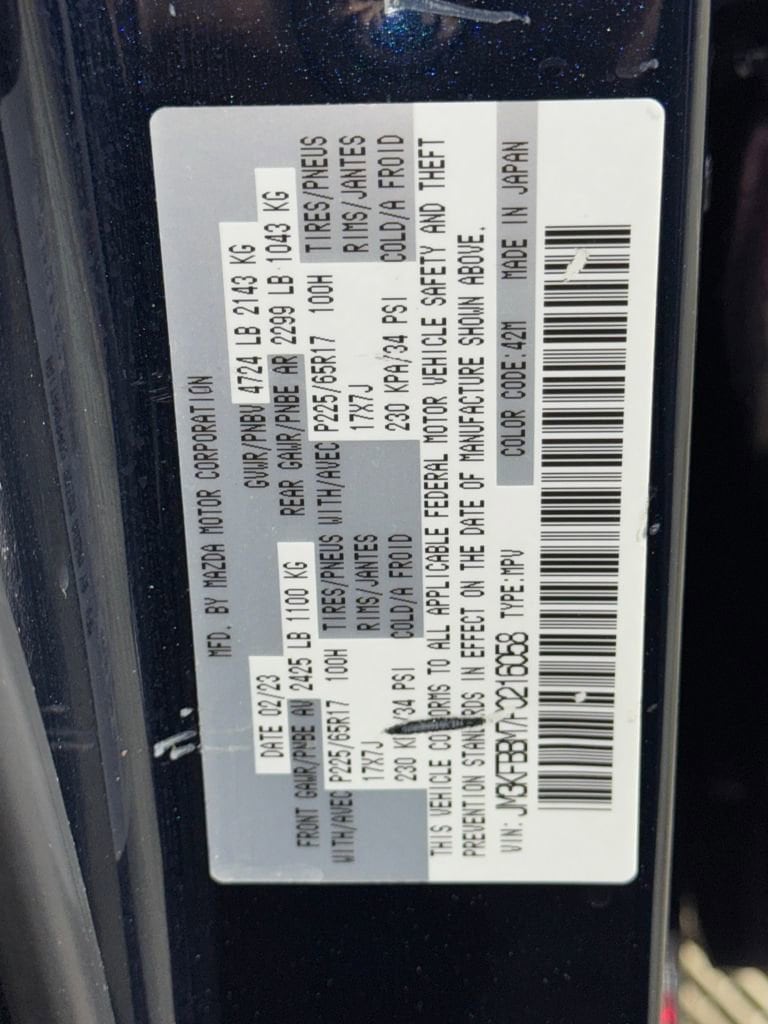 MFD. BY MAZDA MOTOR CORPORATION
DATE 02/23 GVWR/PNBV 4724 LB 2143 KG
FRONT GAWR/PNBE AV 2425 LB 1100 KG REAR GAWR/PNBE AR 2299 LB 1043 KG
WITH/AVEC P225/65R17 100H TIRES/PNEUS WITH/AVEC P225/65R17 100H TIRES/PNEUS
17X7J RIMS/JANTES 17X7J RIMS/JANTES
230 KPA/34 PSI COLD/A FROID 230 KPA/34 PSI COLD/A FROID
THIS VEHICLE CONFORMS TO ALL APPLICABLE FEDERAL MOTOR VEHICLE SAFETY AND THEFT
PREVENTION STANDARDS IN EFFECT ON THE DATE OF MANUFACTURE SHOWN ABOVE.
VIN: JM3KFBBM7P0216058 TYPE:MPV COLOR CODE:42M MADE IN JAPAN